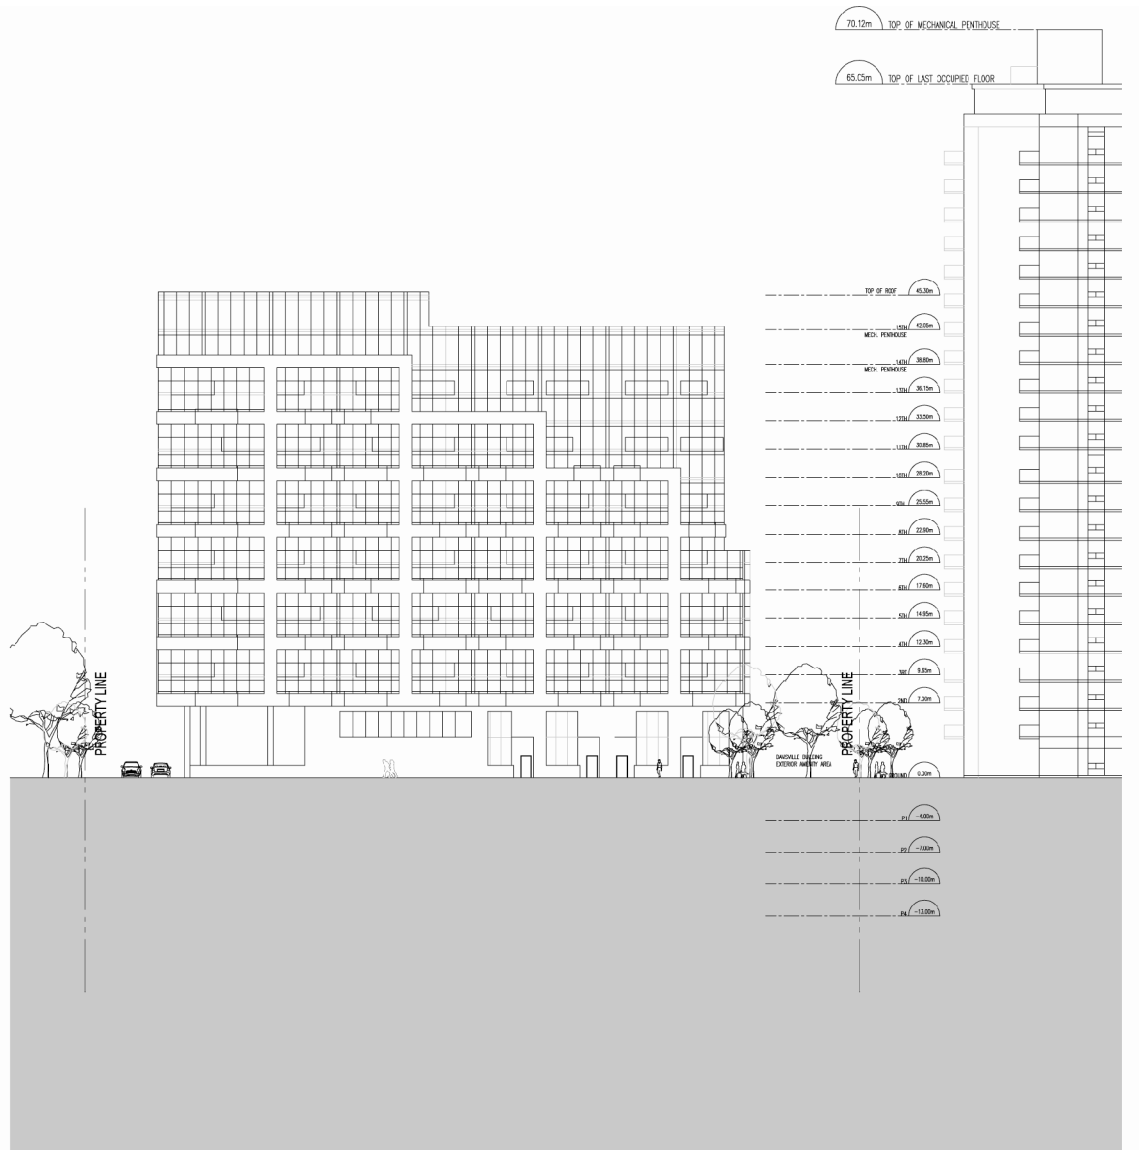 70.12m TOP OF MECHANICAL PENTHOUSE
65.05m TOP OF LAST OCCUPIED FLOOR
TOP OF ROOF 45.30m
15TH 42.05m
MECH. PENTHOUSE
14TH 38.80m
MECH. PENTHOUSE
13TH 36.15m
12TH 33.50m
11TH 30.85m
10TH 28.20m
9TH 25.55m
8TH 22.90m
7TH 20.25m
6TH 17.60m
5TH 14.95m
4TH 12.30m
3RD 9.65m
2ND 7.00m
PROPERTY LINE
PROPERTY LINE
DAVISVILLE BUILDING
EXTERIOR AMENITY AREA
GROUND 0.00m
P1 -4.00m
P2 -7.00m
P3 -10.00m
P4 -13.00m